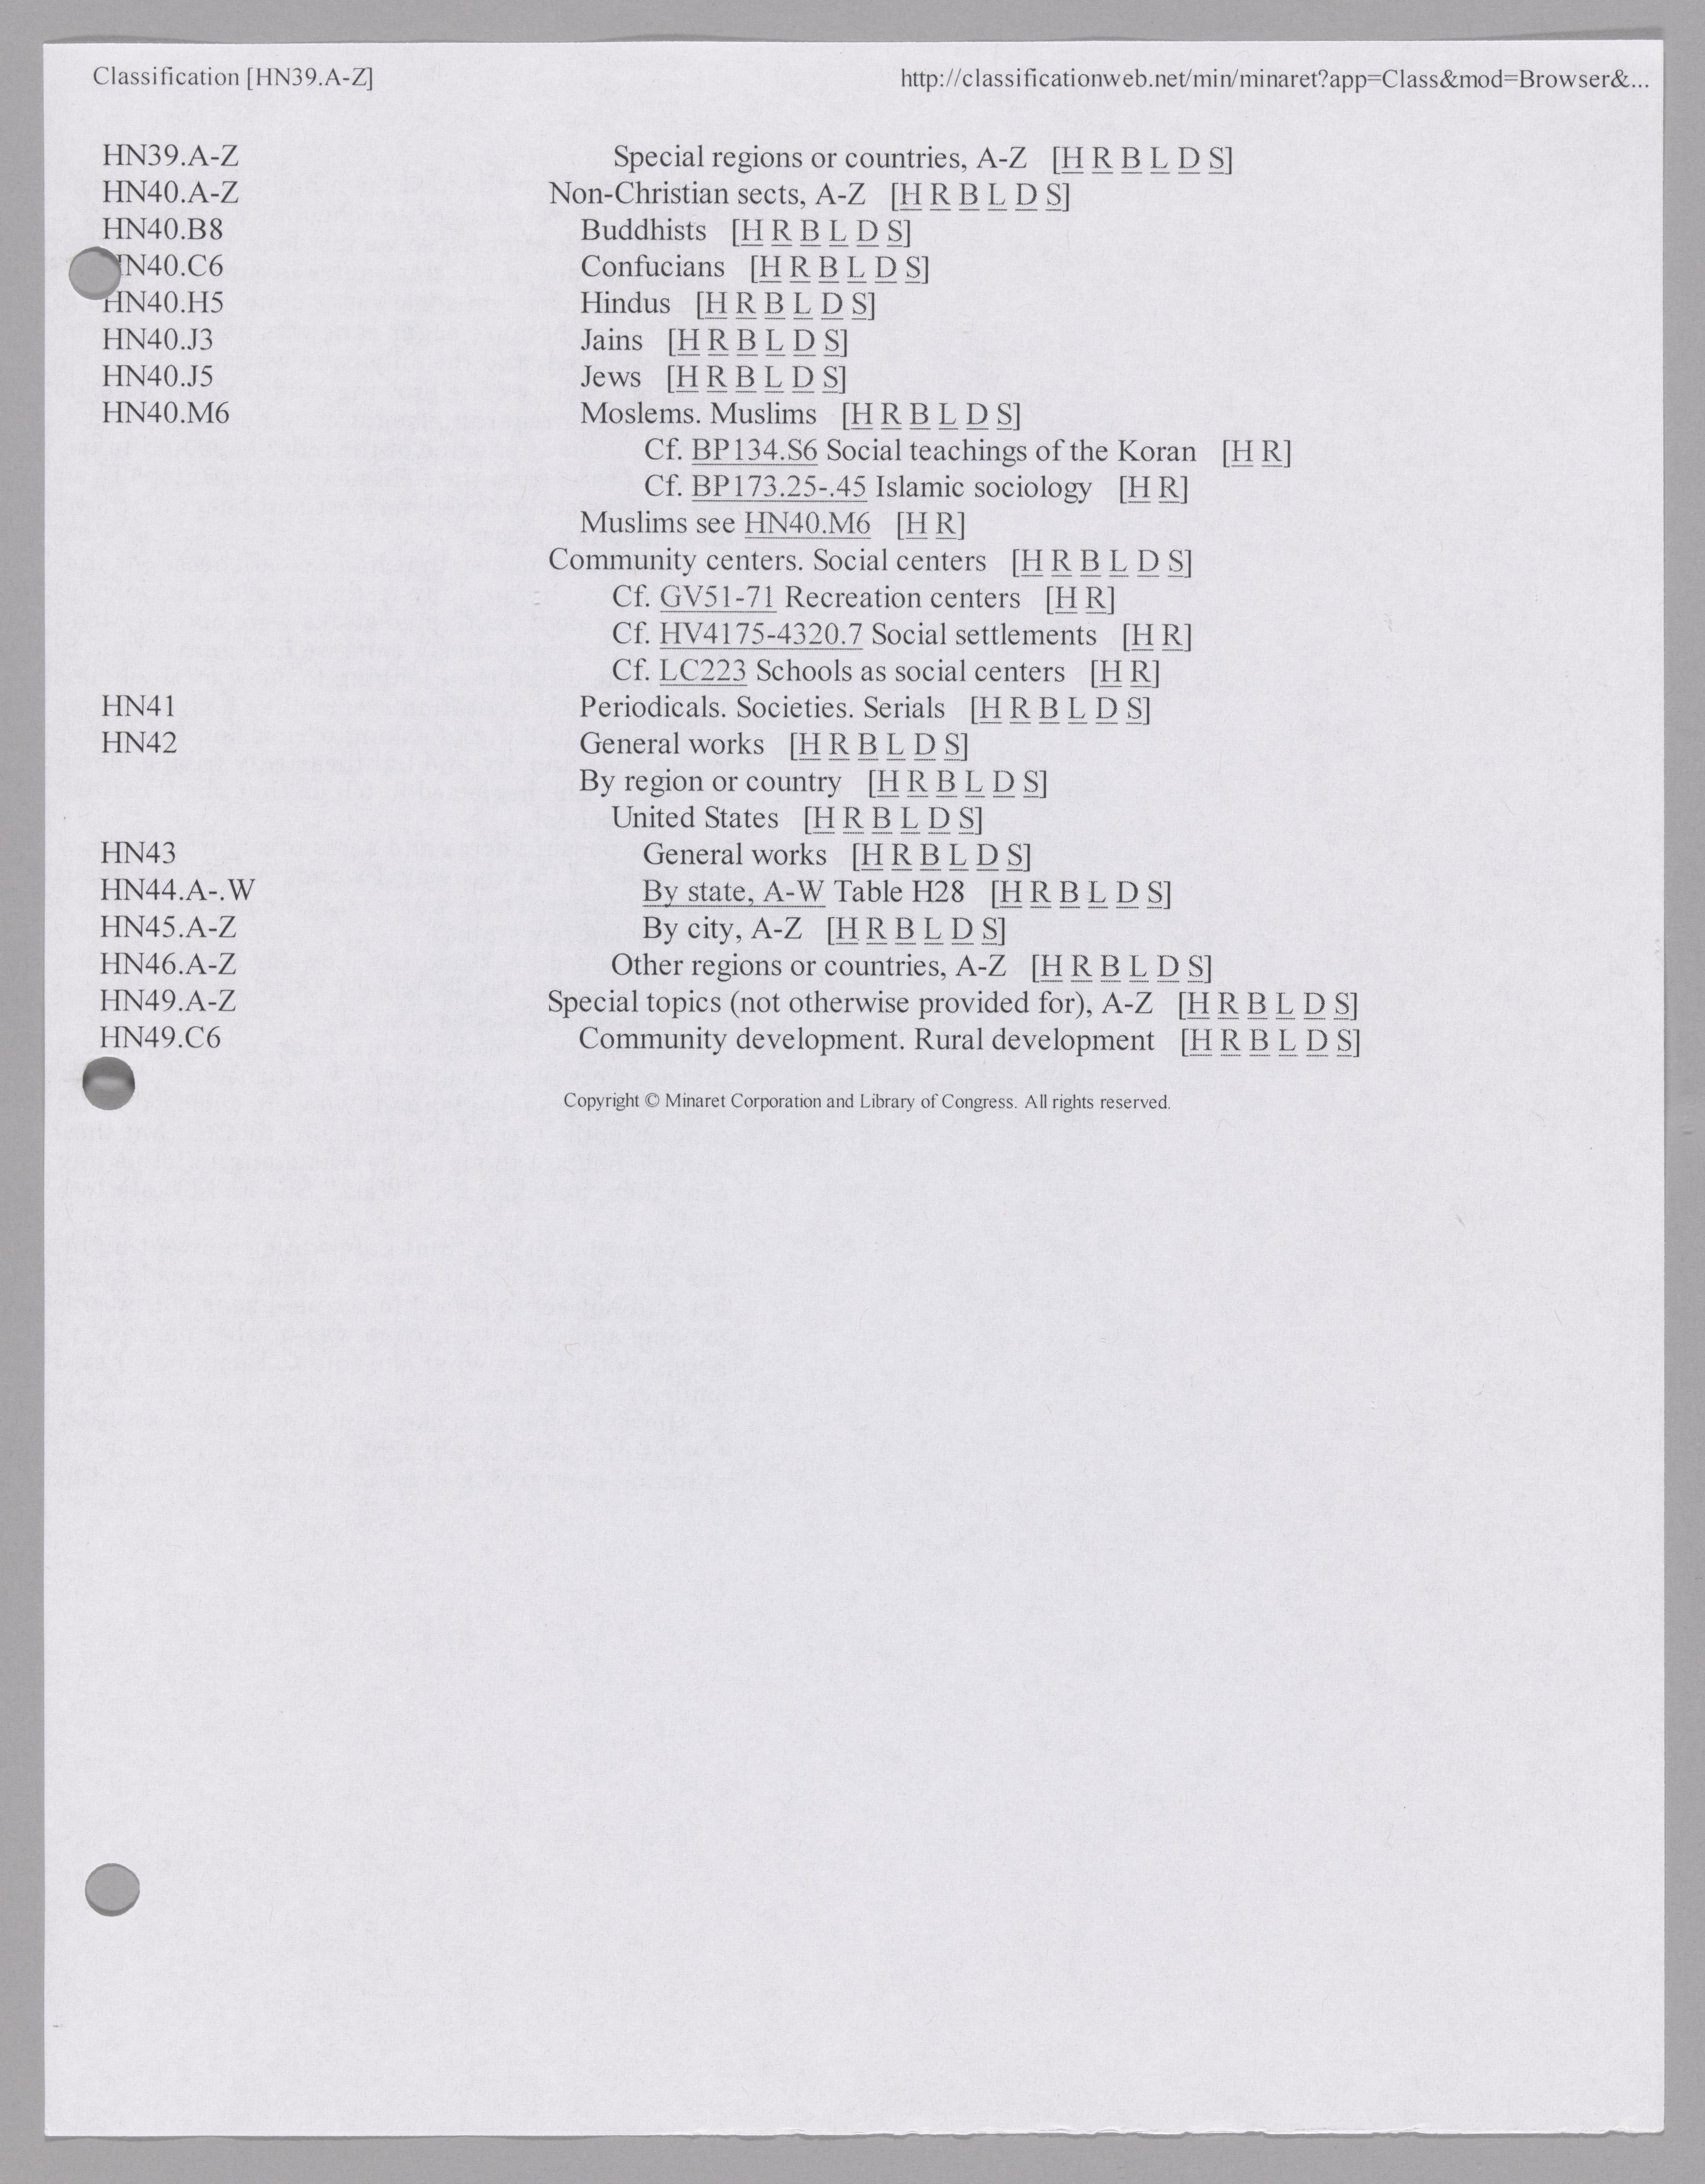 Classification [HN39.A-Z] http://classificationweb.net/min/minaret?app=Class&mod=Browser&...
HN39.A-Z Special regions or countries, A-Z [H R B L D S]
HN40.A-Z Non-Christian sects, A-Z [H R B L D S]
HN40.B8 Buddhists [H R B L D S]
HN40.C6 Confucians [H R B L D S]
HN40.H5 Hindus [H R B L D S]
HN40.J3 Jains [H R B L D S]
HN40.J5 Jews [H R B L D S]
HN40.M6 Moslems. Muslims [H R B L D S]
Cf. BP134.S6 Social teachings of the Koran [H R]
Cf. BP173.25-.45 Islamic sociology [H R]
Muslims see HN40.M6 [H R]
Community centers. Social centers [H R B L D S]
Cf. GV51-71 Recreation centers [H R]
Cf. HV4175-4320.7 Social settlements [H R]
Cf. LC223 Schools as social centers [H R]
HN41 Periodicals. Societies. Serials [H R B L D S]
HN42 General works [H R B L D S]
By region or country [H R B L D S]
United States [H R B L D S]
HN43 General works [H R B L D S]
HN44.A-.W By state, A-W Table H28 [H R B L D S]
HN45.A-Z By city, A-Z [H R B L D S]
HN46.A-Z Other regions or countries, A-Z [H R B L D S]
HN49.A-Z Special topics (not otherwise provided for), A-Z [H R B L D S]
HN49.C6 Community development. Rural development [H R B L D S]
Copyright © Minaret Corporation and Library of Congress. All rights reserved.